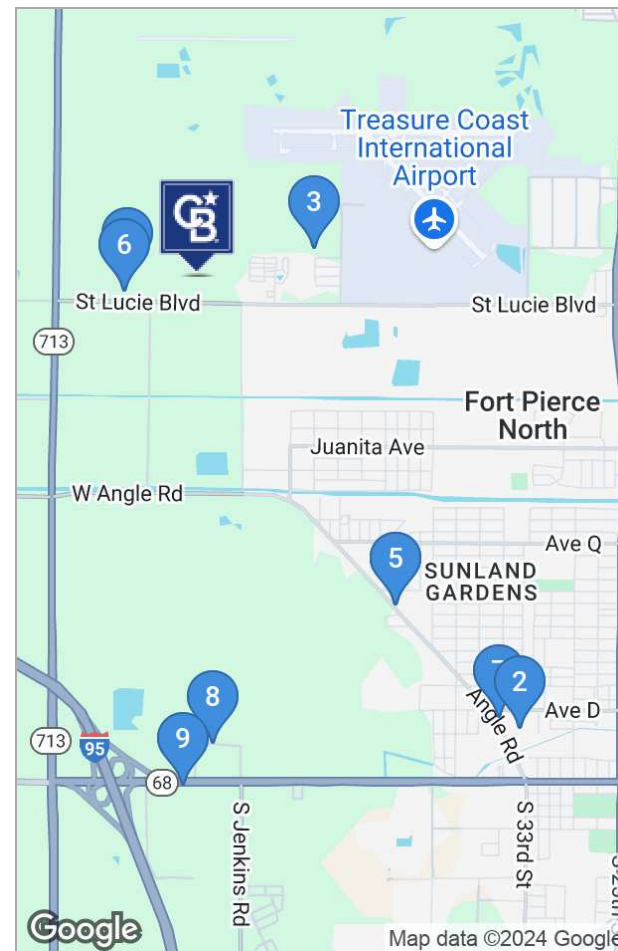 Treasure Coast
International
Airport
CB
3
6
St Lucie Blvd
St Lucie Blvd
713
Fort Pierce
North
Juanita Ave
W Angle Rd
Ave Q
5
SUNLAND
GARDENS
8
2
Ave D
Angle Rd
713
95
9
68
S Jenkins Rd
S 33rd St
Google
Map data ©2024 Google